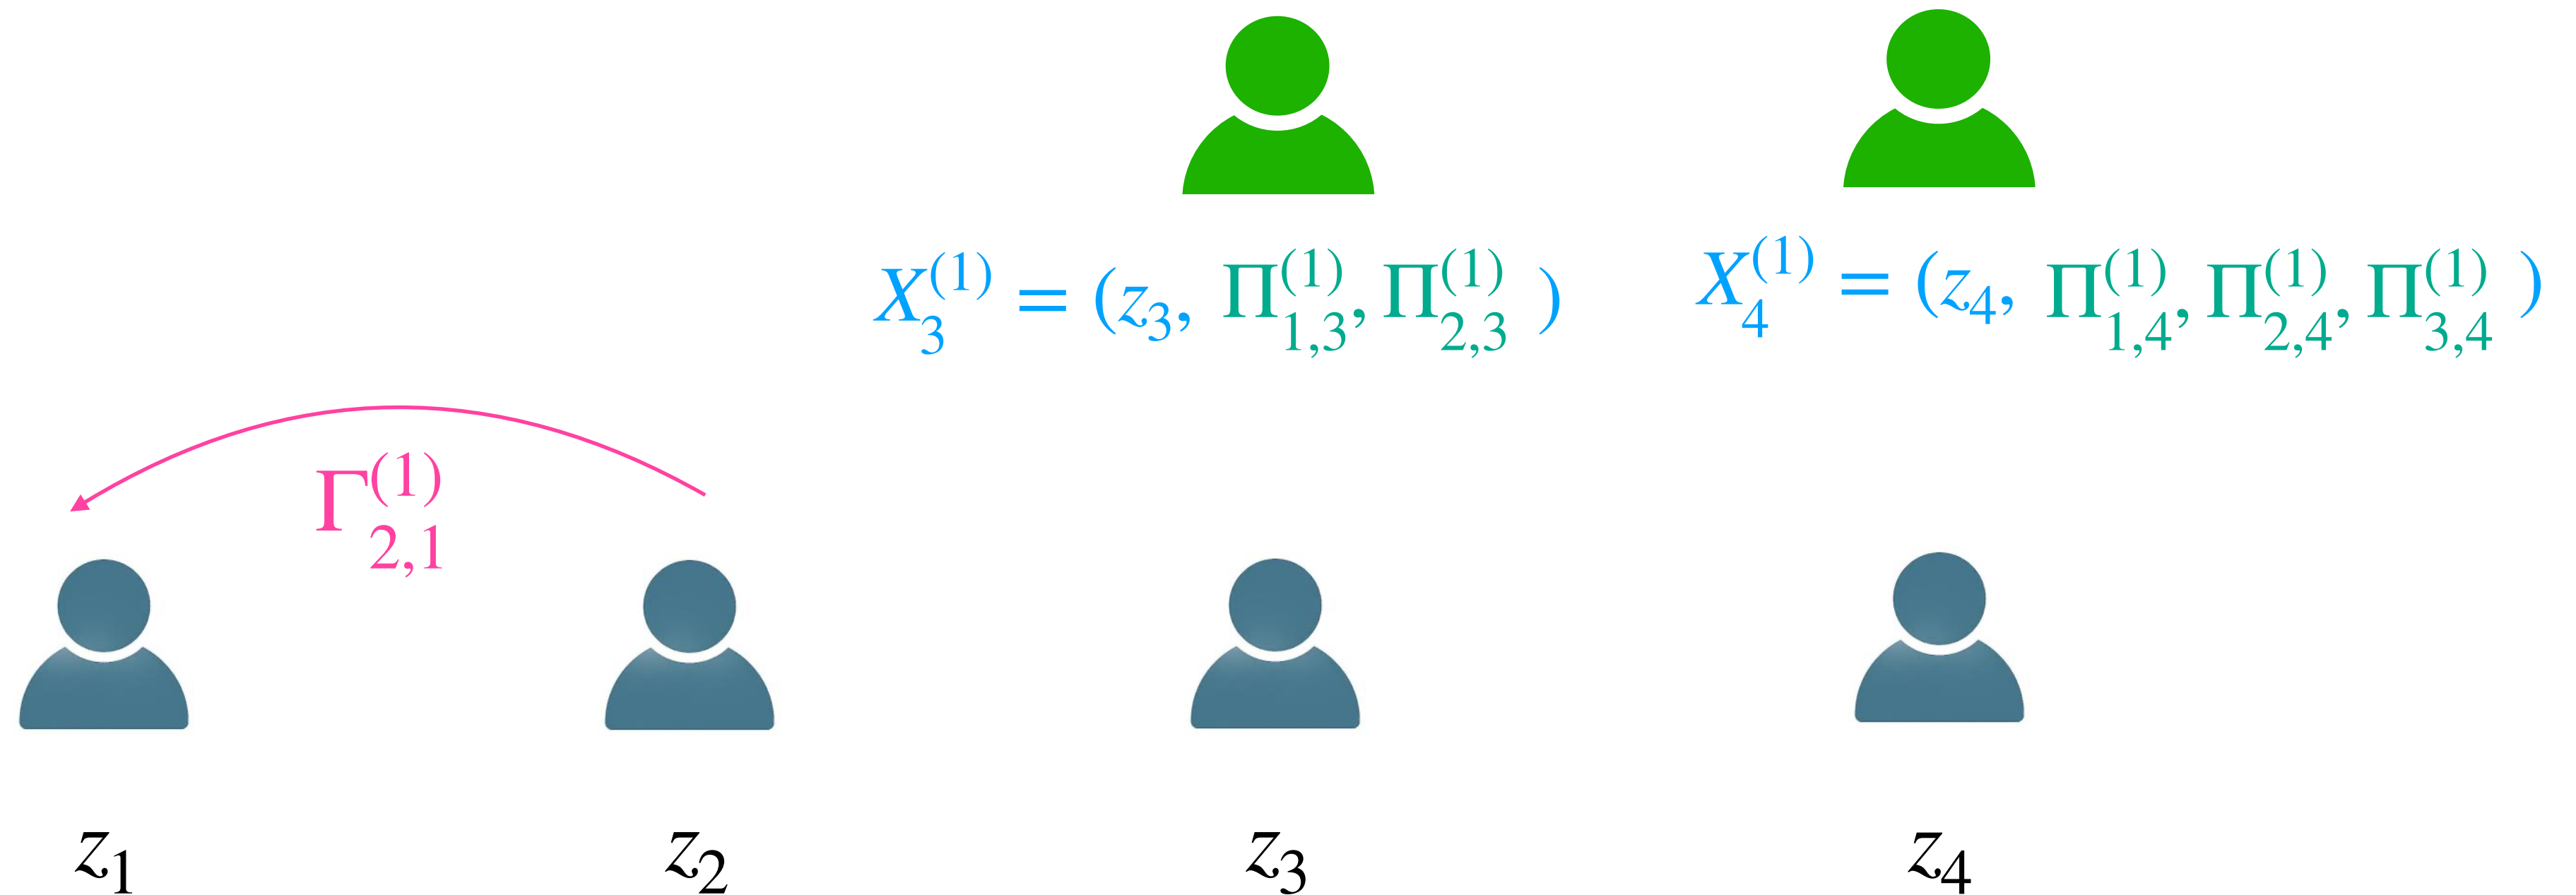 X_3^{(1)} = (z_3, Π_{1,3}^{(1)}, Π_{2,3}^{(1)} )
X_4^{(1)} = (z_4, Π_{1,4}^{(1)}, Π_{2,4}^{(1)}, Π_{3,4}^{(1)} )
Γ_{2,1}^{(1)}
z_1
z_2
z_3
z_4